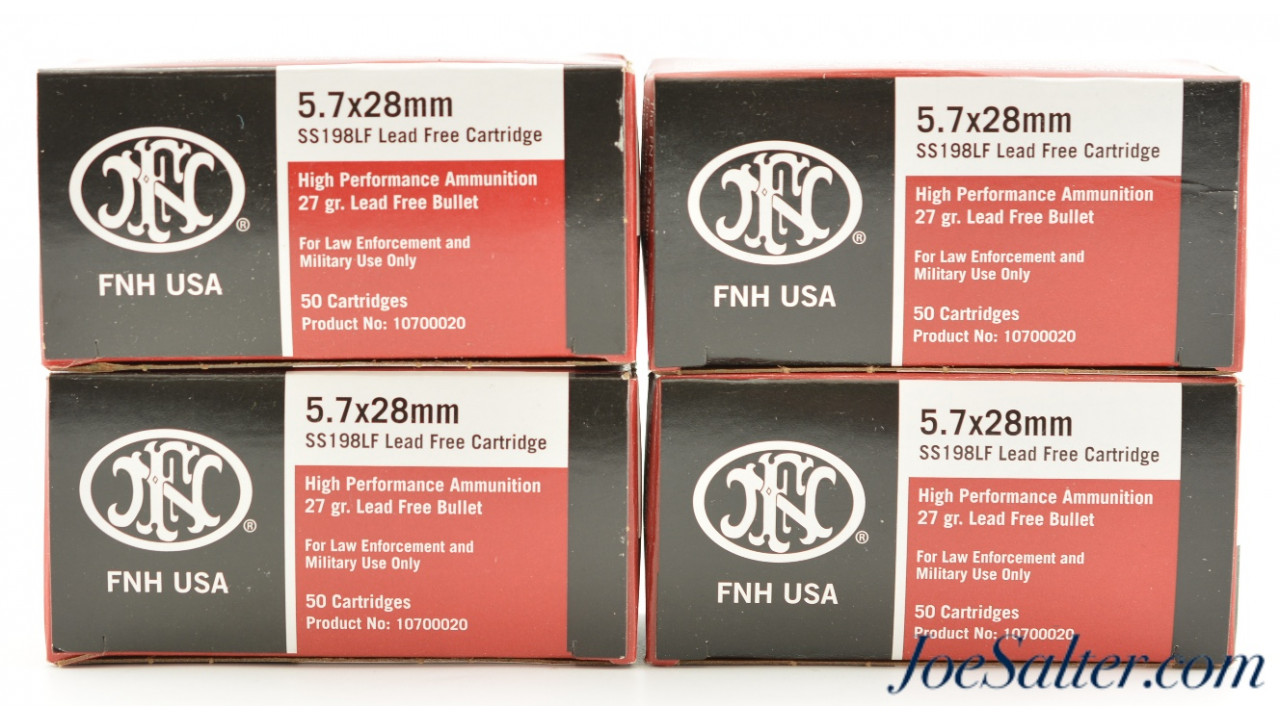 FN
®
FNH USA
5.7x28mm
SS198LF Lead Free Cartridge
High Performance Ammunition
27 gr. Lead Free Bullet
For Law Enforcement and
Military Use Only
50 Cartridges
Product No: 10700020
FN
®
FNH USA
5.7x28mm
SS198LF Lead Free Cartridge
High Performance Ammunition
27 gr. Lead Free Bullet
For Law Enforcement and
Military Use Only
50 Cartridges
Product No: 10700020
FN
®
FNH USA
5.7x28mm
SS198LF Lead Free Cartridge
High Performance Ammunition
27 gr. Lead Free Bullet
For Law Enforcement and
Military Use Only
50 Cartridges
Product No: 10700020
FN
®
FNH USA
5.7x28mm
SS198LF Lead Free Cartridge
High Performance Ammunition
27 gr. Lead Free Bullet
For Law Enforcement and
Military Use Only
50 Cartridges
Product No: 10700020
JoeSalter.com